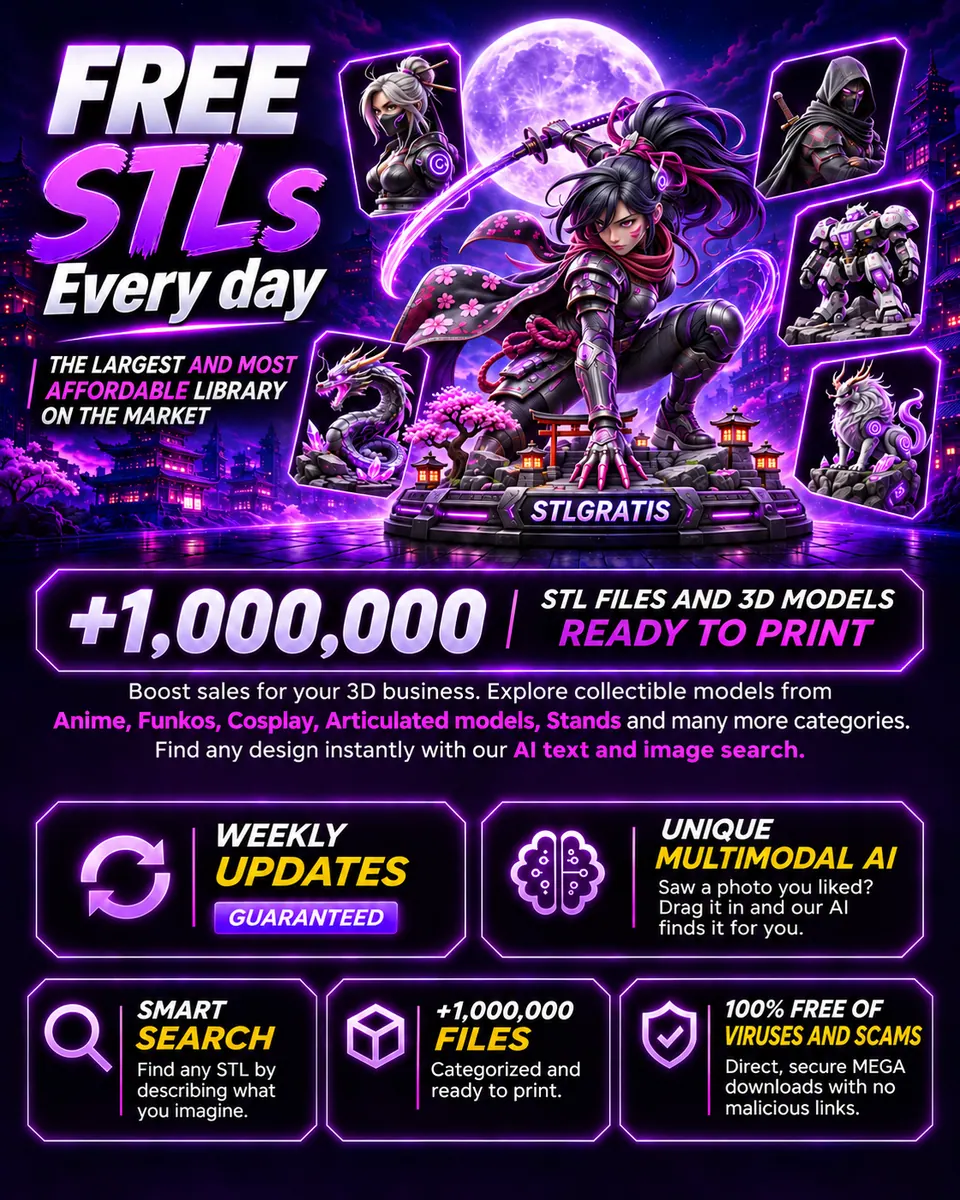 FREE
STLs
Every day
THE LARGEST AND MOST
AFFORDABLE LIBRARY
ON THE MARKET
STLGRATIS
+1,000,000
STL FILES AND 3D MODELS
READY TO PRINT
Boost sales for your 3D business. Explore collectible models from
Anime, Funkos, Cosplay, Articulated models, Stands and many more categories.
Find any design instantly with our AI text and image search.
WEEKLY
UPDATES
GUARANTEED
UNIQUE
MULTIMODAL AI
Saw a photo you liked?
Drag it in and our AI
finds it for you.
SMART
SEARCH
Find any STL by
describing what
you imagine.
+1,000,000
FILES
Categorized and
ready to print.
100% FREE OF
VIRUSES AND SCAMS
Direct, secure MEGA
downloads with no
malicious links.